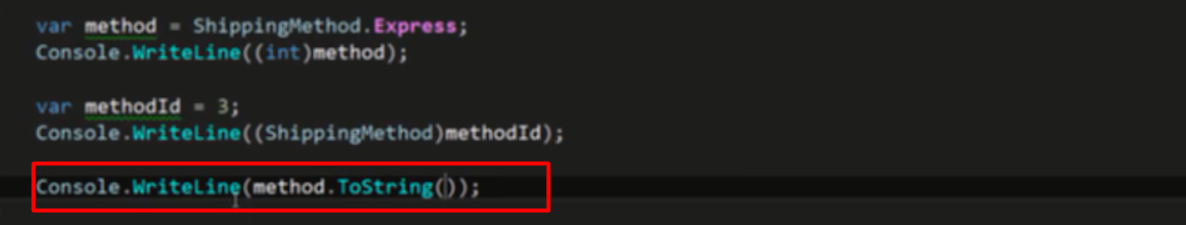 var method = ShippingMethod.Express;
Console.WriteLine((int)method);
var methodId = 3;
Console.WriteLine((ShippingMethod)methodId);
Console.WriteLine(method.ToString());